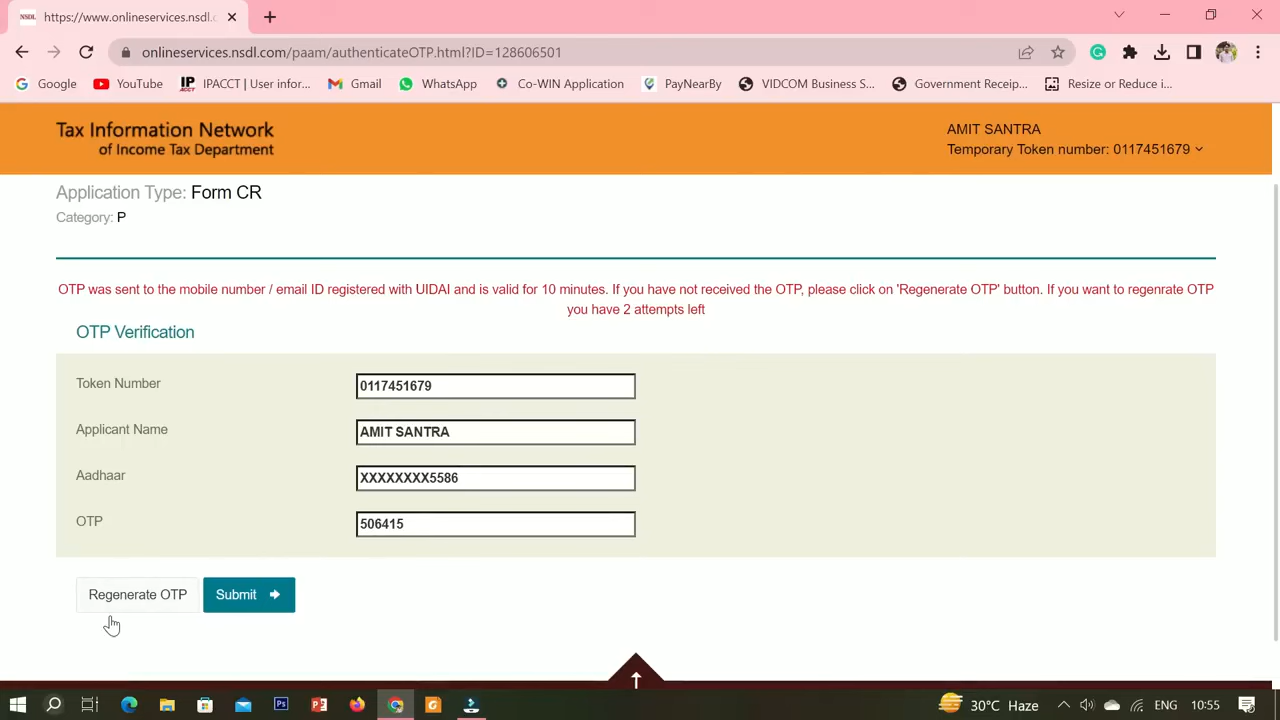 NSDL https://www.onlineservices.nsdl.c
onlineservices.nsdl.com/paam/authenticateOTP.html?ID=128606501
Google YouTube IPACCT | User infor... Gmail WhatsApp Co-WIN Application PayNearBy VIDCOM Business S... Government Receip... Resize or Reduce i...
Tax Information Network
of Income Tax Department
AMIT SANTRA
Temporary Token number: 0117451679
Application Type: Form CR
Category: P
OTP was sent to the mobile number / email ID registered with UIDAI and is valid for 10 minutes. If you have not received the OTP, please click on 'Regenerate OTP' button. If you want to regenrate OTP
you have 2 attempts left
OTP Verification
Token Number 0117451679
Applicant Name AMIT SANTRA
Aadhaar XXXXXXXX5586
OTP 506415
Regenerate OTP Submit
30°C Haze ENG 10:55